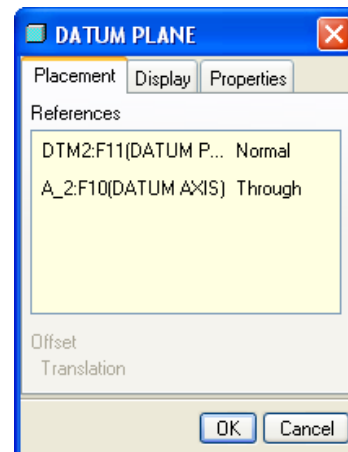 DATUM PLANE
Placement Display Properties
References
DTM2:F11(DATUM P... Normal
A_2:F10(DATUM AXIS) Through
Offset
Translation
OK Cancel